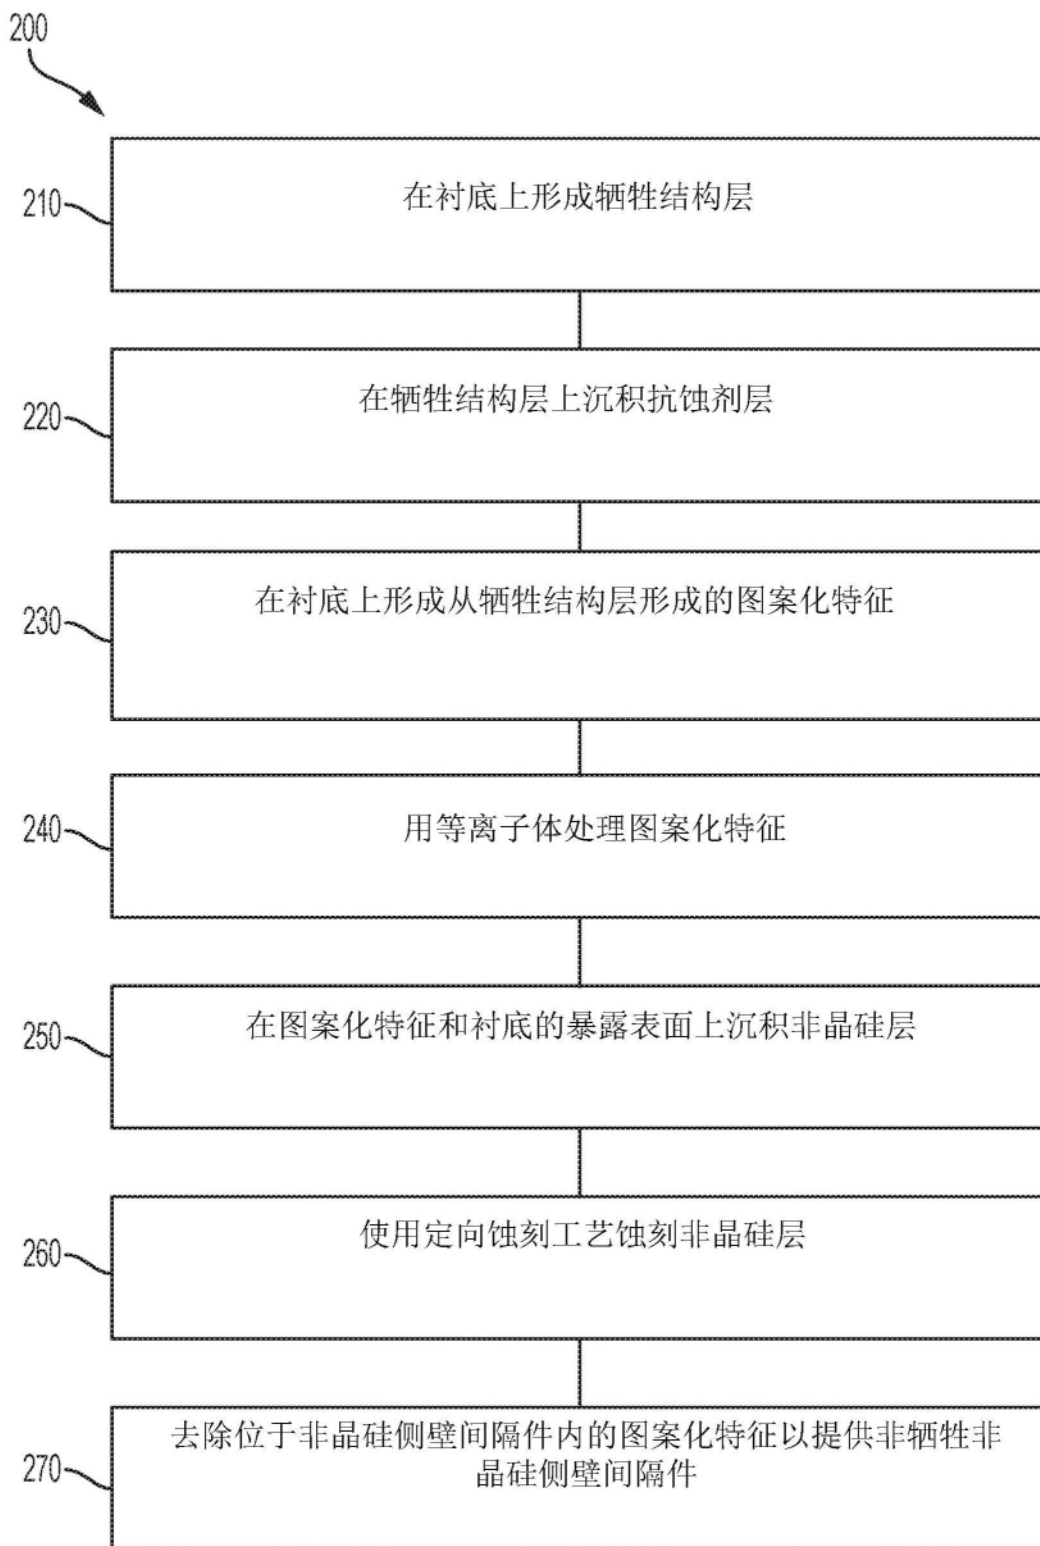 200
210
在衬底上形成牺牲结构层
220
在牺牲结构层上沉积抗蚀剂层
230
在衬底上形成从牺牲结构层形成的图案化特征
240
用等离子体处理图案化特征
250
在图案化特征和衬底的暴露表面上沉积非晶硅层
260
使用定向蚀刻工艺蚀刻非晶硅层
270
去除位于非晶硅侧壁间隔件内的图案化特征以提供非牺牲非
晶硅侧壁间隔件